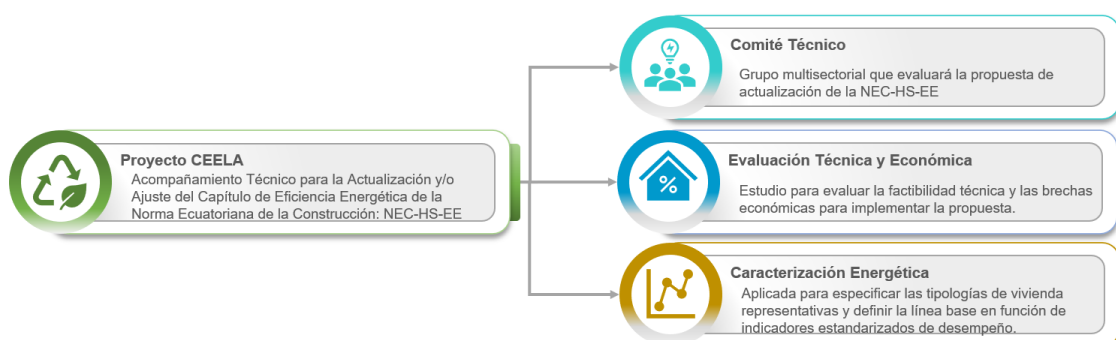 Proyecto CEELA
Acompañamiento Técnico para la Actualización y/o
Ajuste del Capítulo de Eficiencia Energética de la
Norma Ecuatoriana de la Construcción: NEC-HS-EE
Comité Técnico
Grupo multisectorial que evaluará la propuesta de
actualización de la NEC-HS-EE
Evaluación Técnica y Económica
Estudio para evaluar la factibilidad técnica y las brechas
económicas para implementar la propuesta.
%
Caracterización Energética
Aplicada para especificar las tipologías de vivienda
representativas y definir la línea base en función de
indicadores estandarizados de desempeño.